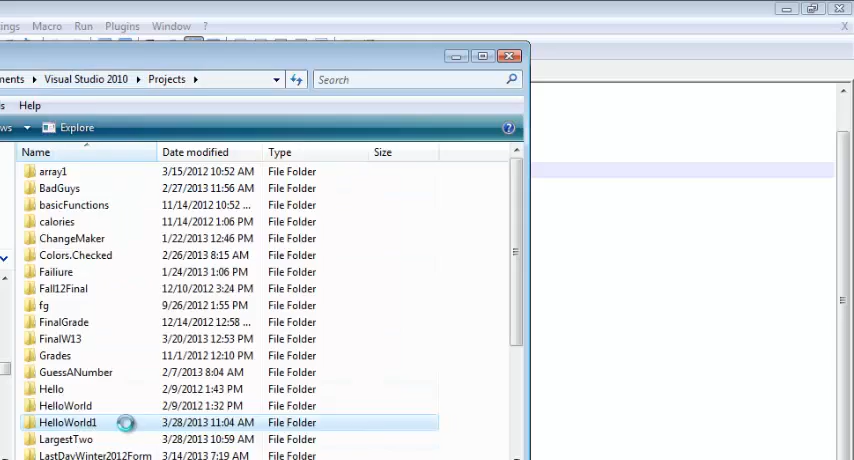 ings Macro Run Plugins Window ?
X
ments Visual Studio 2010 Projects Search
s Help
ws Explore
Name Date modified Type Size
array1 3/15/2012 10:52 AM File Folder
BadGuys 2/27/2013 11:56 AM File Folder
basicFunctions 11/14/2012 10:52 ... File Folder
calories 11/14/2012 1:06 PM File Folder
ChangeMaker 1/22/2013 12:46 PM File Folder
Colors.Checked 2/26/2013 8:15 AM File Folder
Failiure 1/24/2013 1:06 PM File Folder
Fall12Final 12/10/2012 3:24 PM File Folder
fg 9/26/2012 1:55 PM File Folder
FinalGrade 12/14/2012 12:58 ... File Folder
FinalW13 3/20/2013 12:53 PM File Folder
Grades 11/1/2012 12:10 PM File Folder
GuessANumber 2/7/2013 8:04 AM File Folder
Hello 2/9/2012 1:43 PM File Folder
HelloWorld 2/9/2012 1:32 PM File Folder
HelloWorld1 3/28/2013 11:04 AM File Folder
LargestTwo 3/28/2013 10:59 AM File Folder
LastDayWinter2012Form 3/14/2013 7:19 AM File Folder